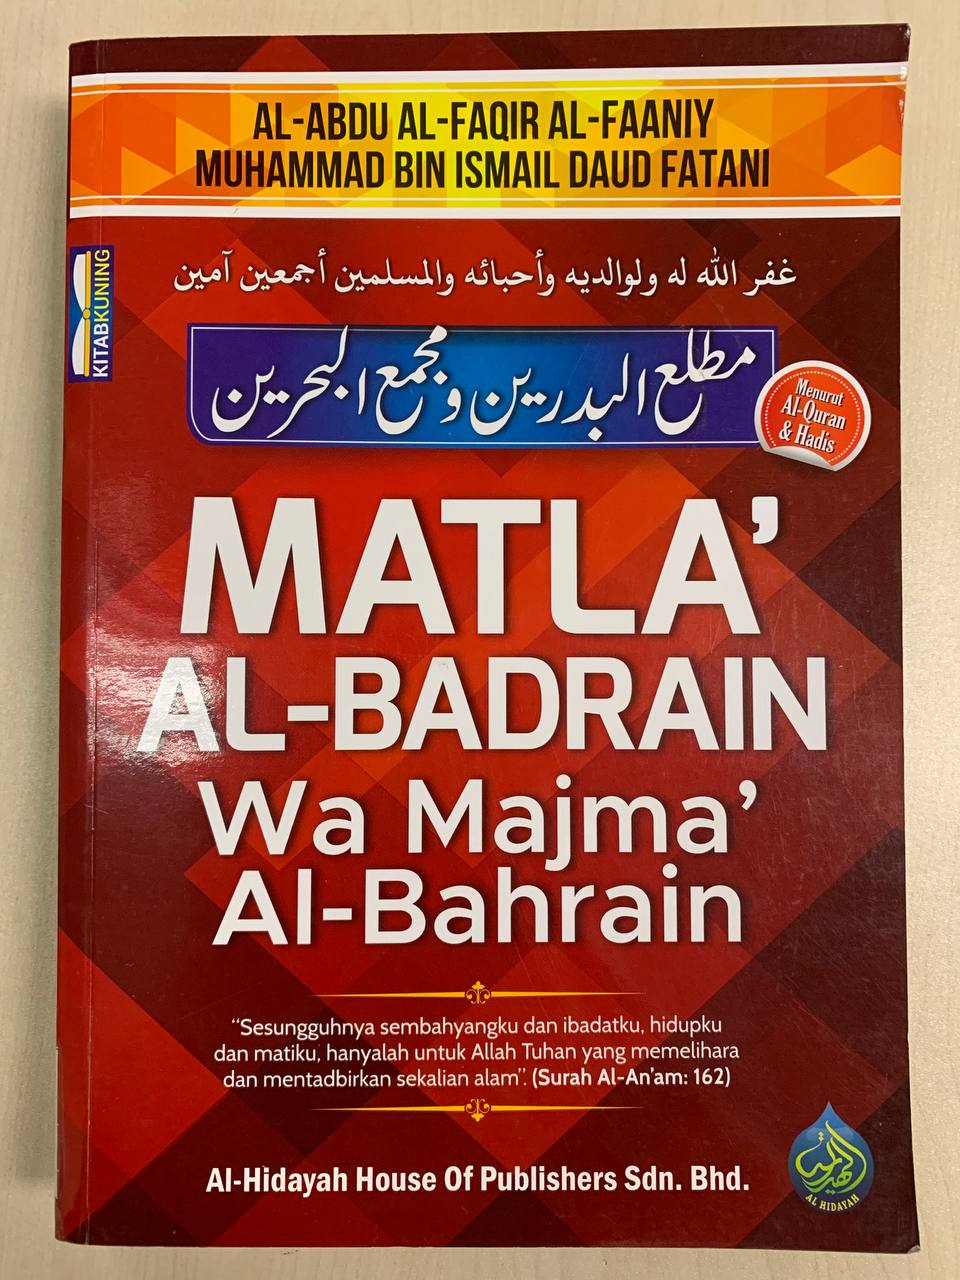 AL-ABDU AL-FAQIR AL-FAANIY
MUHAMMAD BIN ISMAIL DAUD FATANI
غفر الله له ولوالديه وأحبائه والمسلمين أجمعين آمين
KITABKUNING
مطلع البدرين ومجمع البحرين
Menurut
Al-Quran
& Hadis
MATLA'
AL-BADRAIN
Wa Majma'
Al-Bahrain
“Sesungguhnya sembahyangku dan ibadatku, hidupku
dan matiku, hanyalah untuk Allah Tuhan yang memelihara
dan mentadbirkan sekalian alam”. (Surah Al-An'am: 162)
Al-Hidayah House Of Publishers Sdn. Bhd.
الهداية
AL HIDAYAH